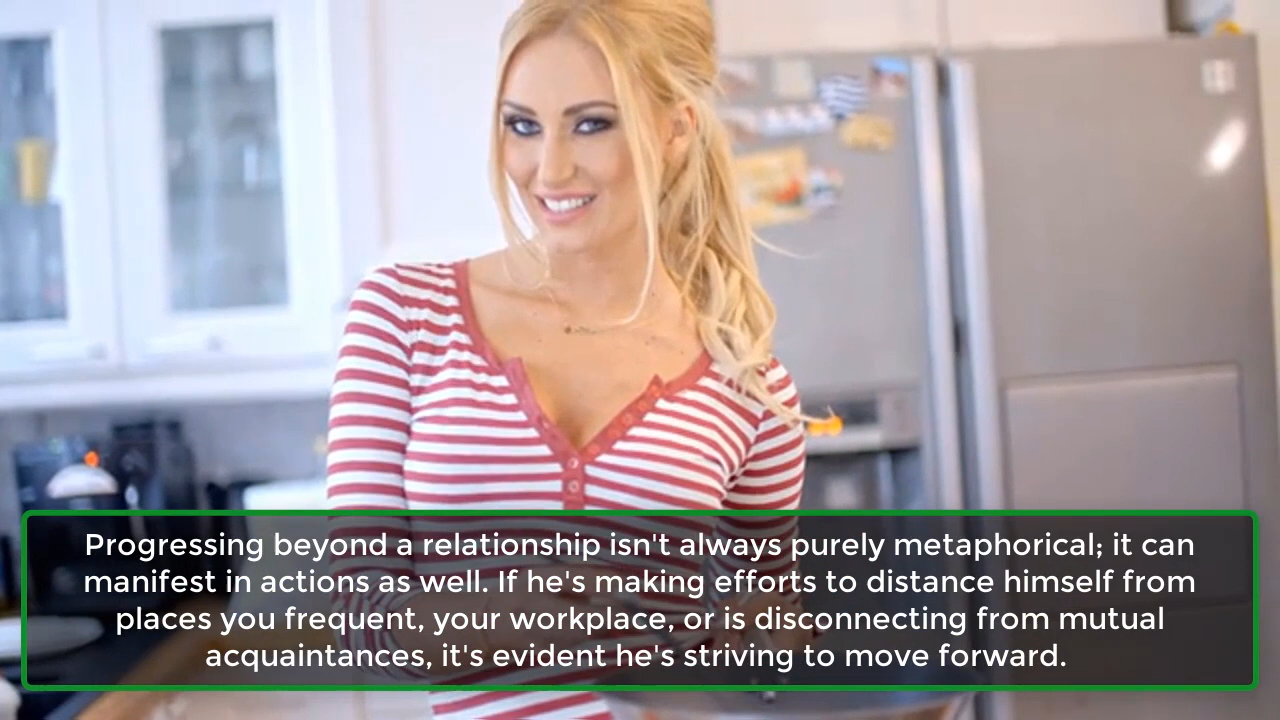 Progressing beyond a relationship isn't always purely metaphorical; it can
manifest in actions as well. If he's making efforts to distance himself from
places you frequent, your workplace, or is disconnecting from mutual
acquaintances, it's evident he's striving to move forward.